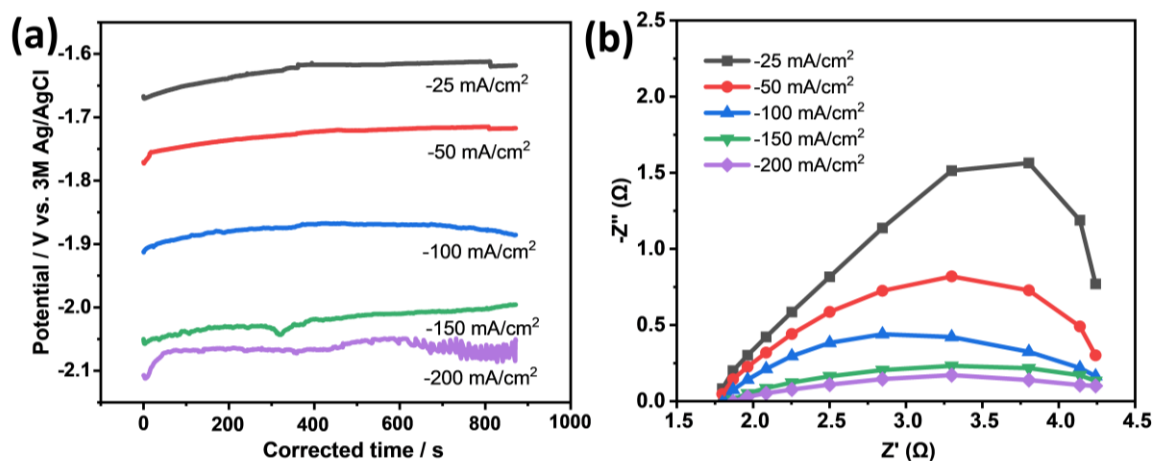 (a)
-1.6
-1.7
-1.8
-1.9
-2.0
-2.1
Potential / V vs. 3M Ag/AgCl
-25 mA/cm²
-50 mA/cm²
-100 mA/cm²
-150 mA/cm²
-200 mA/cm²
0 200 400 600 800 1000
Corrected time / s
(b)
2.5
2.0
1.5
1.0
0.5
0.0
-Z" (Ω)
-25 mA/cm²
-50 mA/cm²
-100 mA/cm²
-150 mA/cm²
-200 mA/cm²
1.5 2.0 2.5 3.0 3.5 4.0 4.5
Z' (Ω)